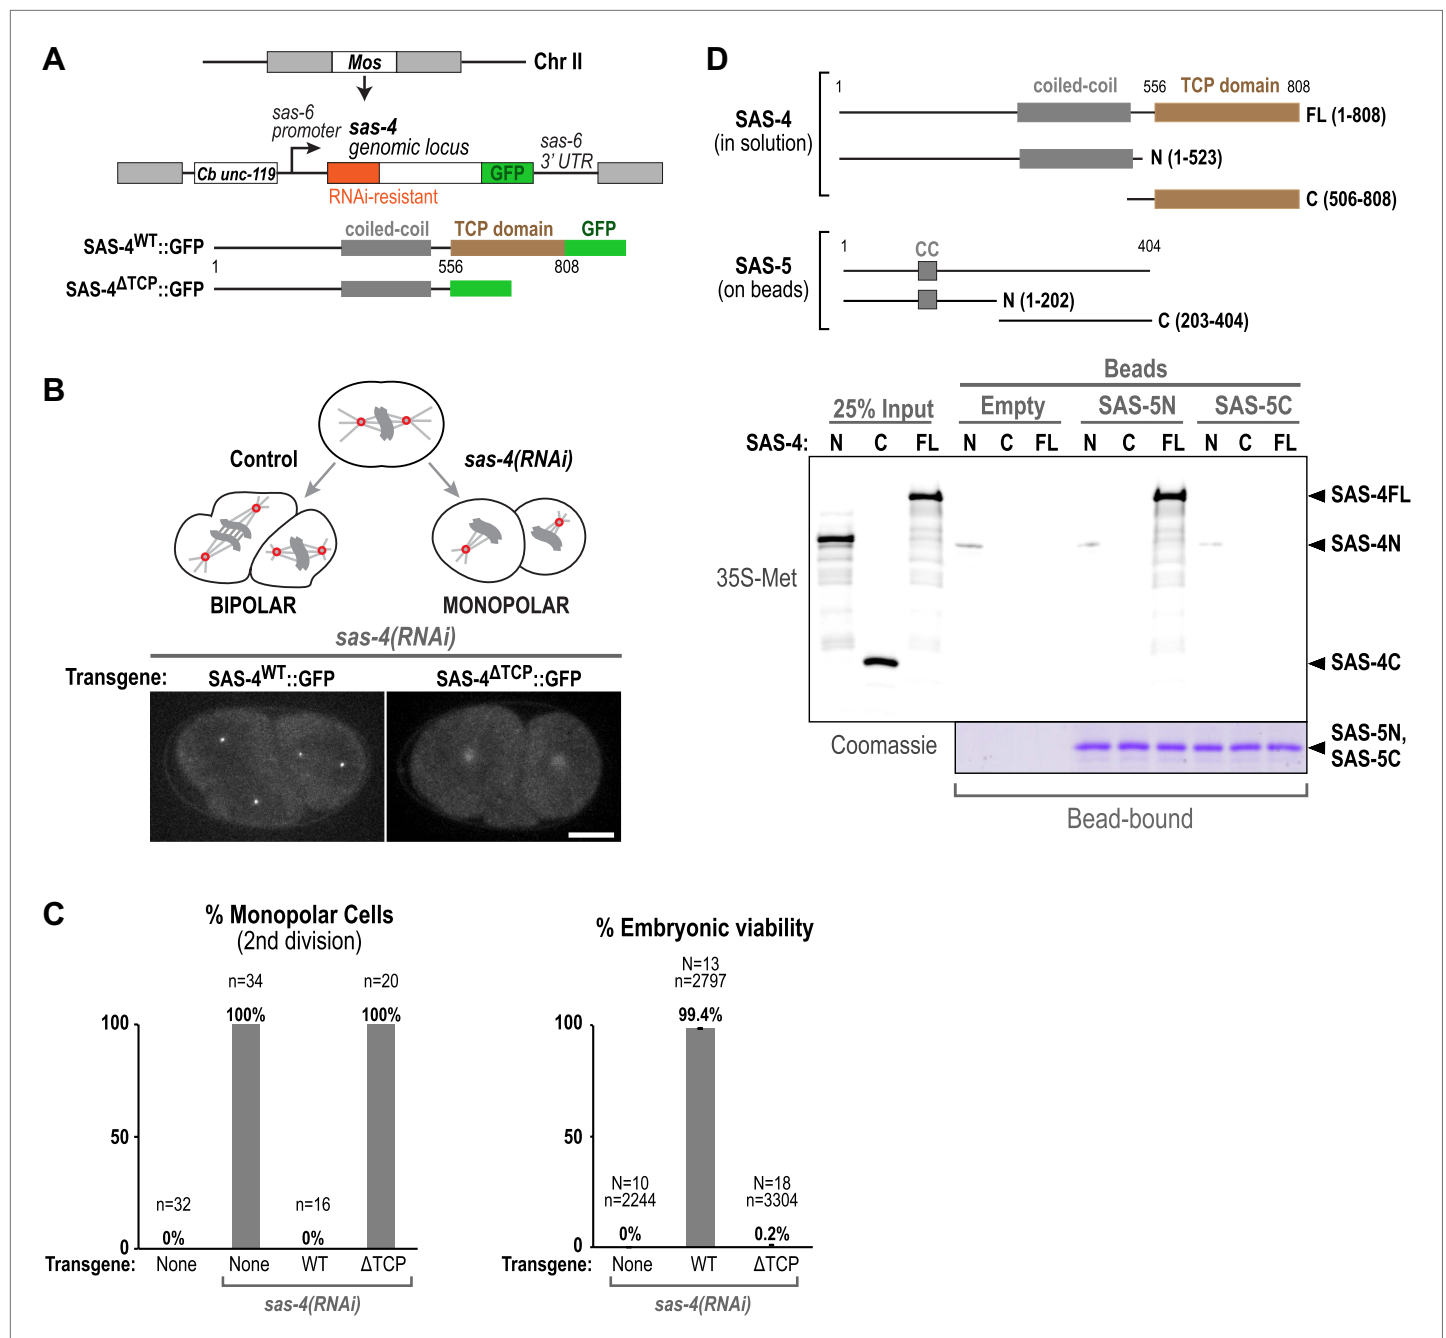 A
Mos
Chr II
sas-6
promoter
sas-4
genomic locus
sas-6
3' UTR
Cb unc-119
GFP
RNAi-resistant
coiled-coil
TCP domain
GFP
SAS-4WT::GFP
1
556
808
SAS-4ΔTCP::GFP
B
Control
sas-4(RNAi)
BIPOLAR
MONOPOLAR
sas-4(RNAi)
Transgene:
SAS-4WT::GFP
SAS-4ΔTCP::GFP
C
% Monopolar Cells
(2nd division)
n=34
n=20
100%
100%
100
50
n=32
n=16
0%
0%
0
Transgene:
None
None
WT
ΔTCP
sas-4(RNAi)
% Embryonic viability
N=13
n=2797
99.4%
100
50
N=10
n=2244
N=18
n=3304
0%
0.2%
0
Transgene:
None
WT
ΔTCP
sas-4(RNAi)
D
SAS-4
(in solution)
1
coiled-coil
556
TCP domain
808
FL (1-808)
N (1-523)
C (506-808)
SAS-5
(on beads)
1
CC
404
N (1-202)
C (203-404)
Beads
25% Input
Empty
SAS-5N
SAS-5C
SAS-4:
N
C
FL
N
C
FL
N
C
FL
N
C
FL
SAS-4FL
SAS-4N
35S-Met
SAS-4C
Coomassie
SAS-5N,
SAS-5C
Bead-bound